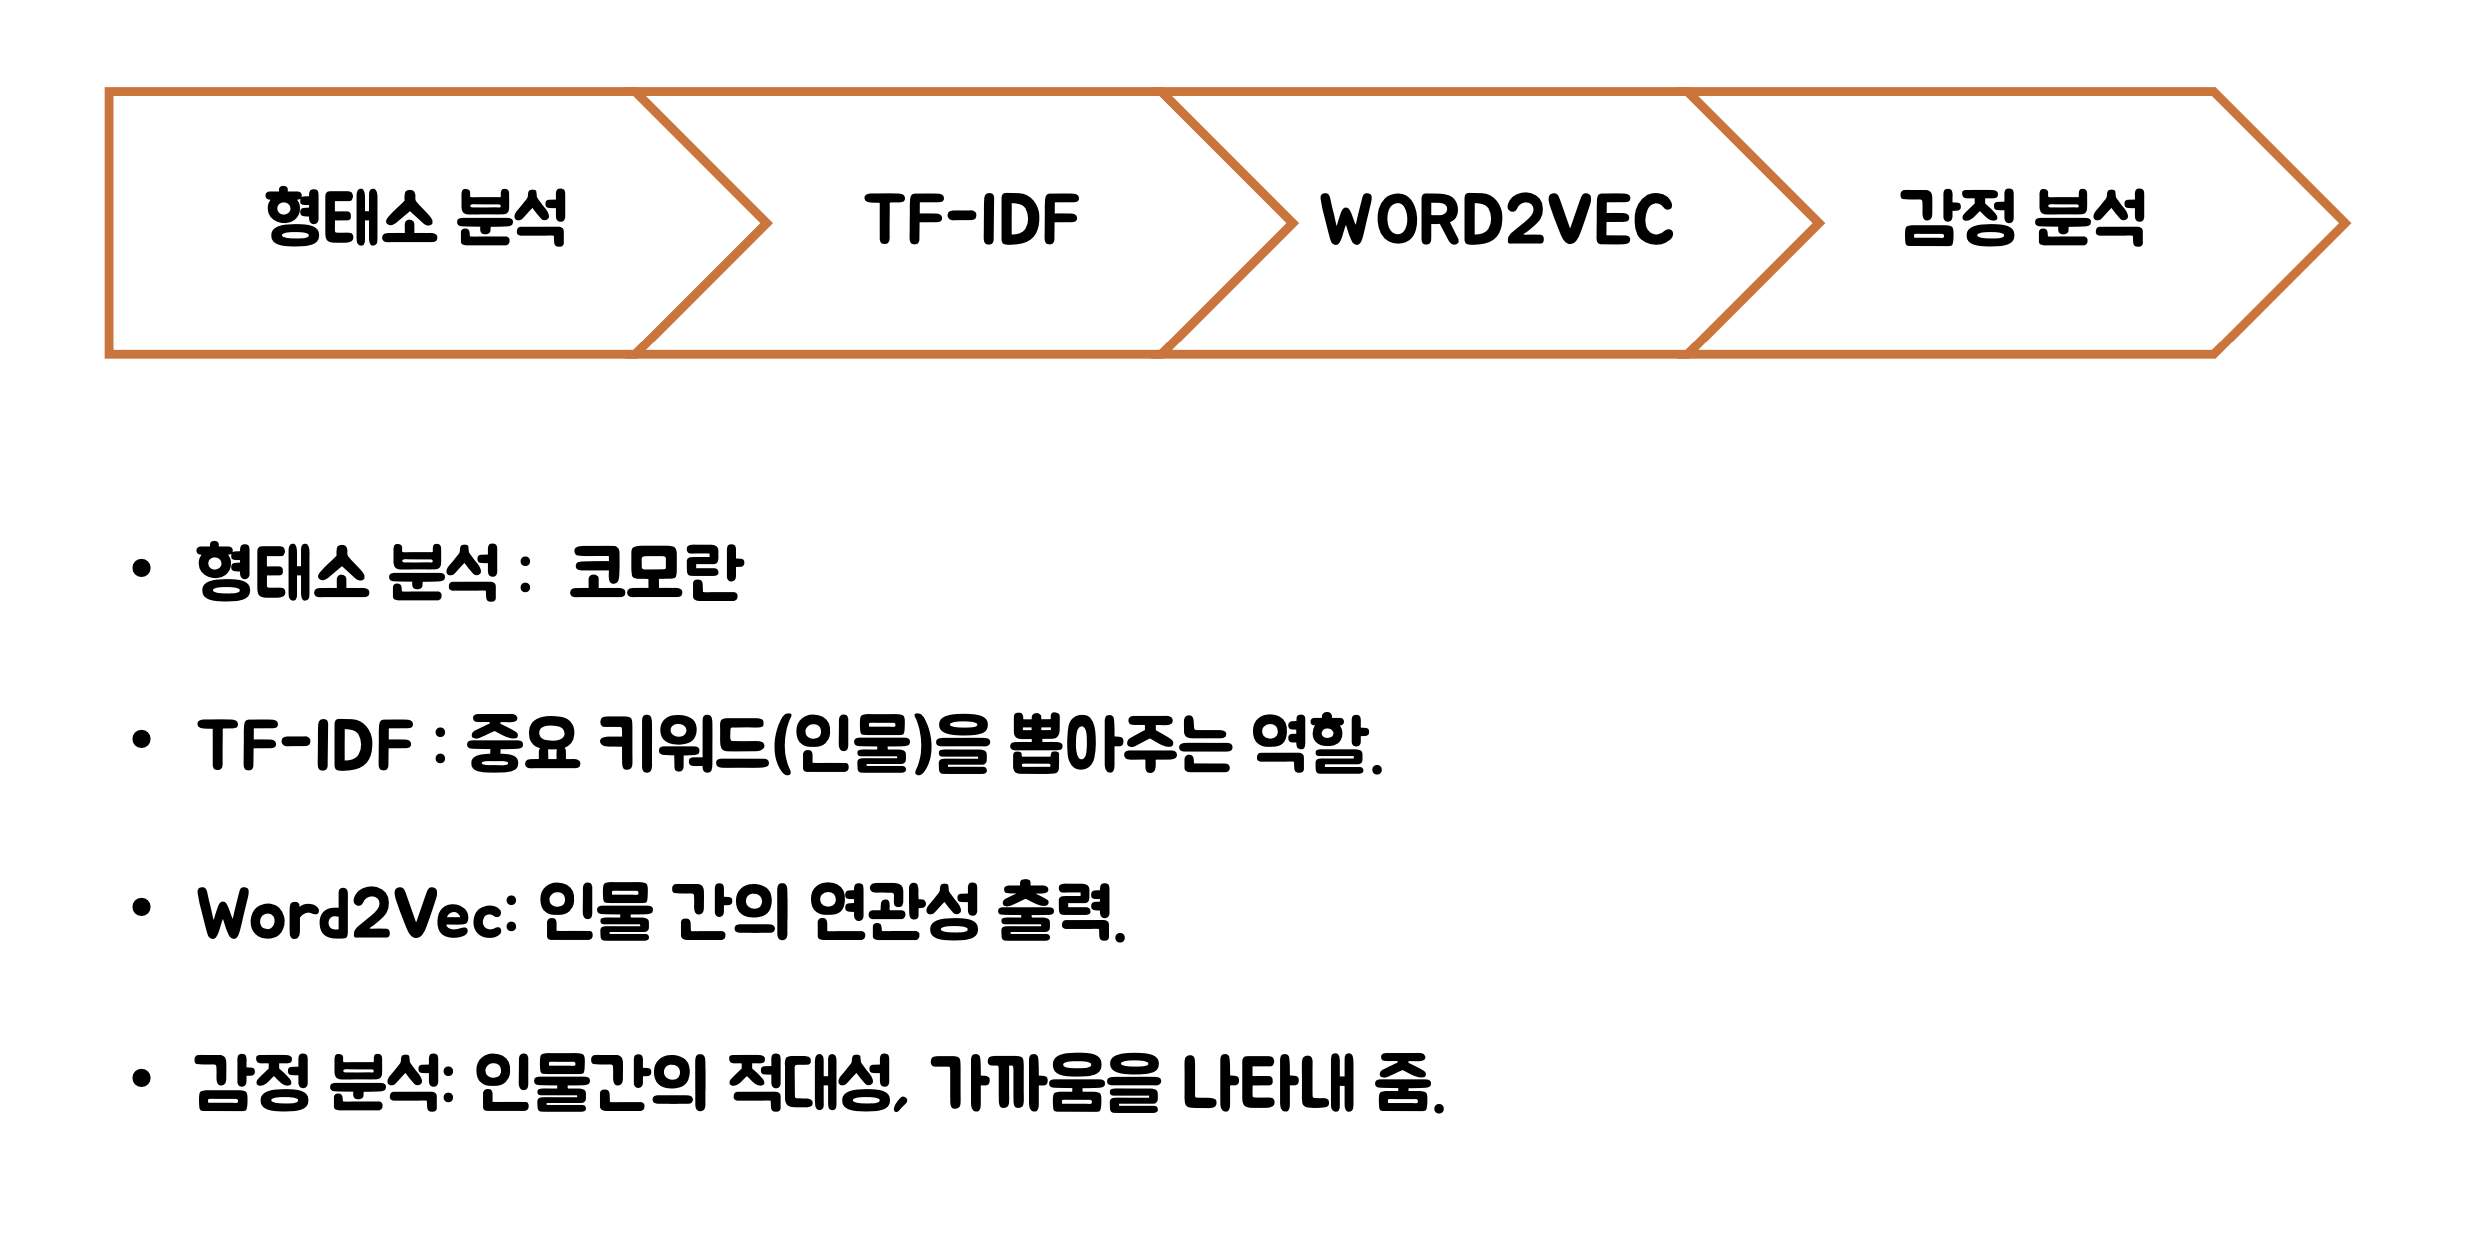 형태소 분석
TF-IDF
WORD2VEC
감정 분석
• 형태소 분석 : 코모란
• TF-IDF : 중요 키워드(인물)을 뽑아주는 역할.
• Word2Vec: 인물 간의 연관성 출력.
• 감정 분석: 인물간의 적대성, 가까움을 나타내 줌.